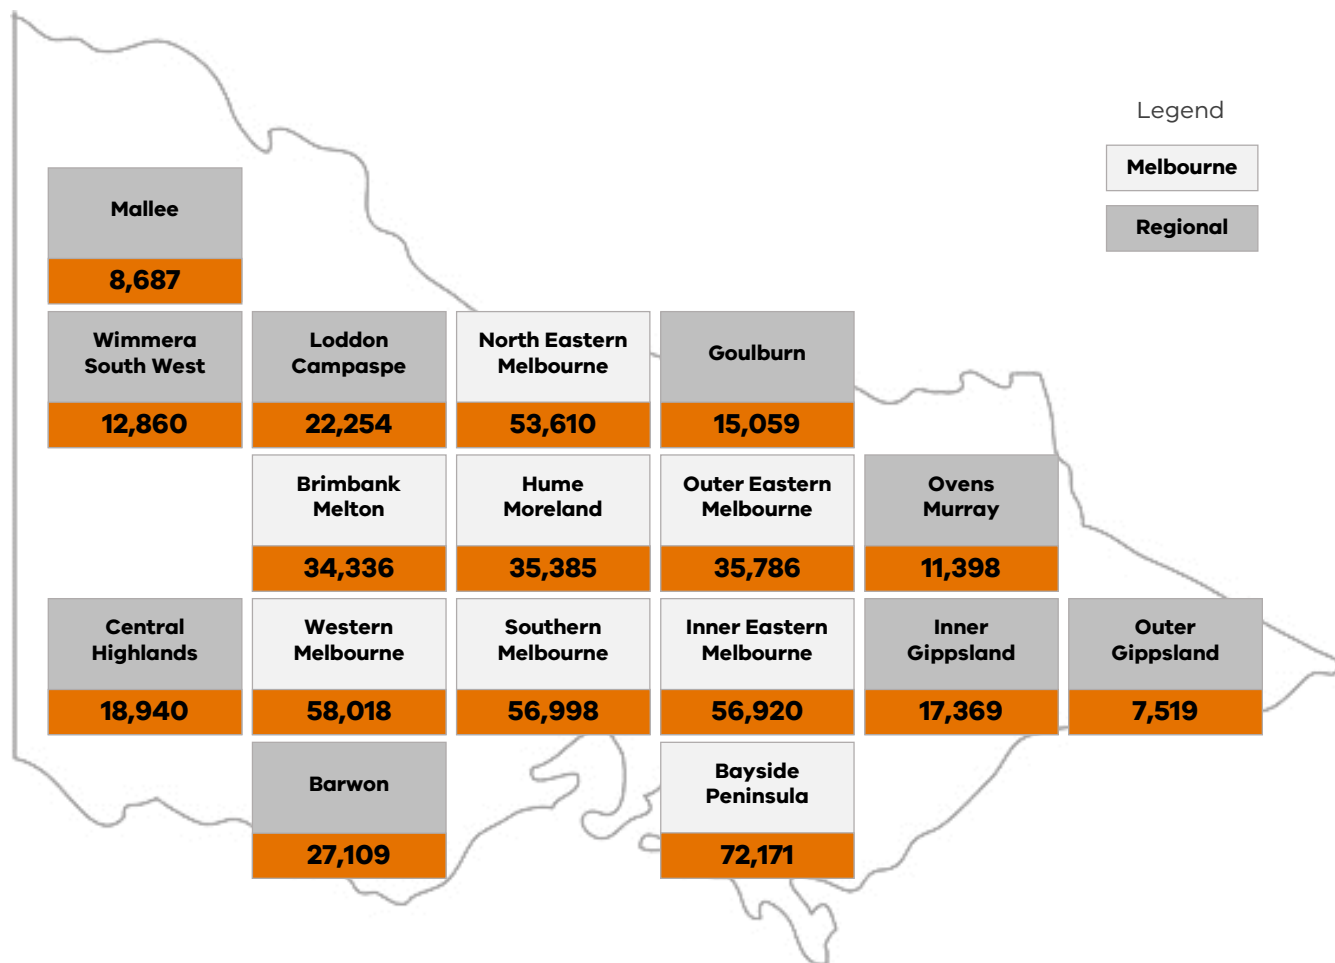 Legend
Melbourne
Regional
Mallee
8,687
Wimmera
South West
12,860
Loddon
Campaspe
22,254
North Eastern
Melbourne
53,610
Goulburn
15,059
Brimbank
Melton
34,336
Hume
Moreland
35,385
Outer Eastern
Melbourne
35,786
Ovens
Murray
11,398
Central
Highlands
18,940
Western
Melbourne
58,018
Southern
Melbourne
56,998
Inner Eastern
Melbourne
56,920
Inner
Gippsland
17,369
Outer
Gippsland
7,519
Barwon
27,109
Bayside
Peninsula
72,171